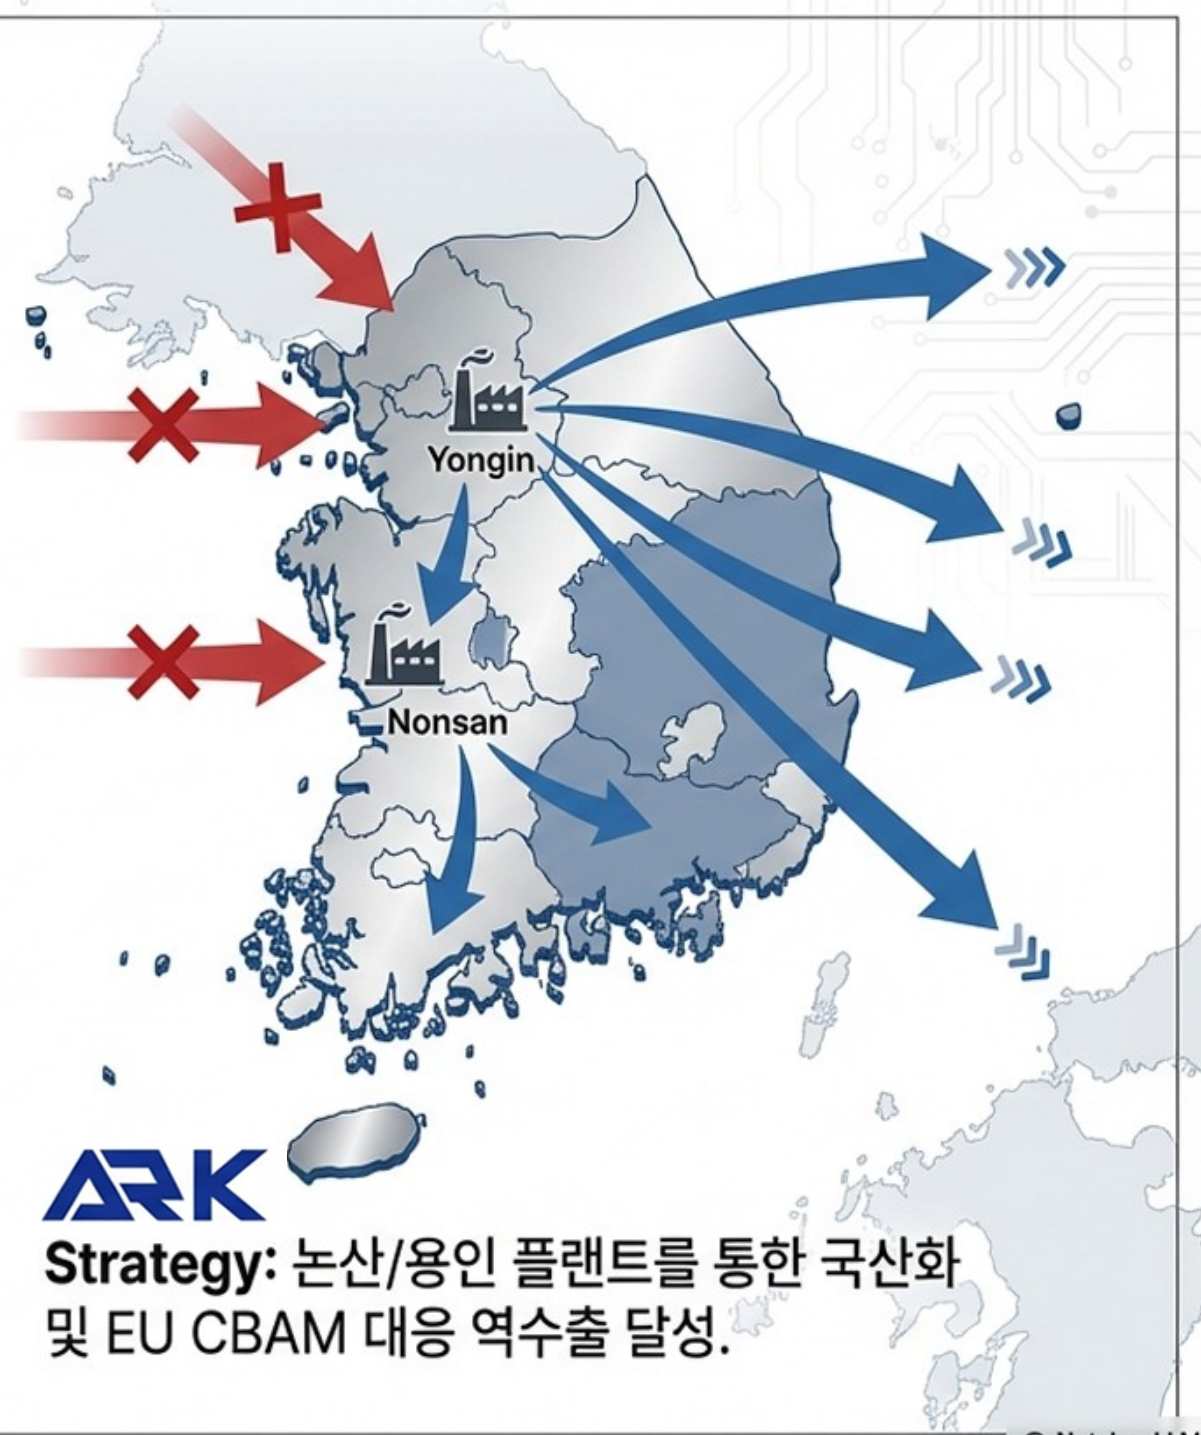 Yongin
Nonsan
ARK
Strategy: 논산/용인 플랜트를 통한 국산화
및 EU CBAM 대응 역수출 달성.